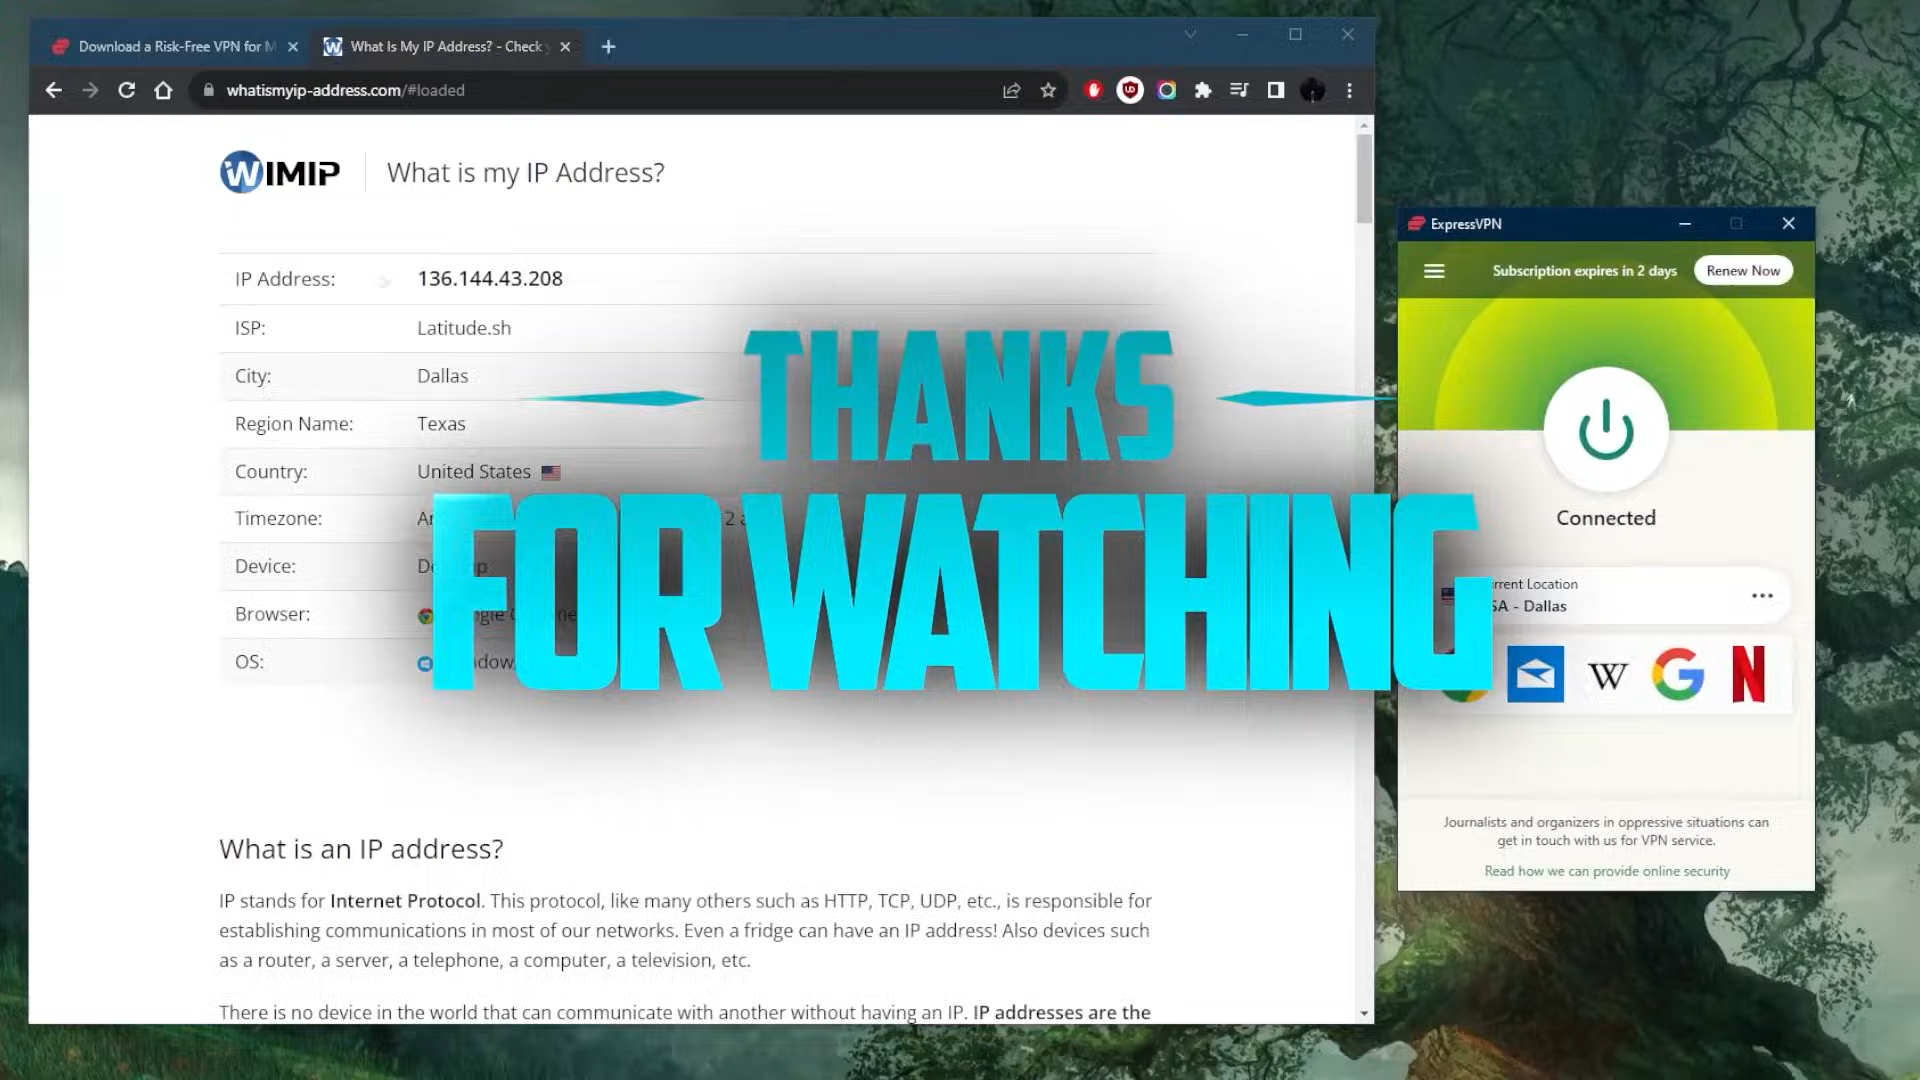 Download a Risk-Free VPN for M
What Is My IP Address? - Check y
whatismyip-address.com/#loaded
WIMIP
What is my IP Address?
IP Address: 136.144.43.208
ISP: Latitude.sh
City: Dallas
Region Name: Texas
Country: United States
Timezone:
Device:
Browser:
OS:
THANKS
FOR WATCHING
What is an IP address?
IP stands for Internet Protocol. This protocol, like many others such as HTTP, TCP, UDP, etc., is responsible for
establishing communications in most of our networks. Even a fridge can have an IP address! Also devices such
as a router, a server, a telephone, a computer, a television, etc.
There is no device in the world that can communicate with another without having an IP. IP addresses are the
ExpressVPN
Subscription expires in 2 days
Renew Now
Connected
rrent Location
SA - Dallas
W
G
N
Journalists and organizers in oppressive situations can
get in touch with us for VPN service.
Read how we can provide online security